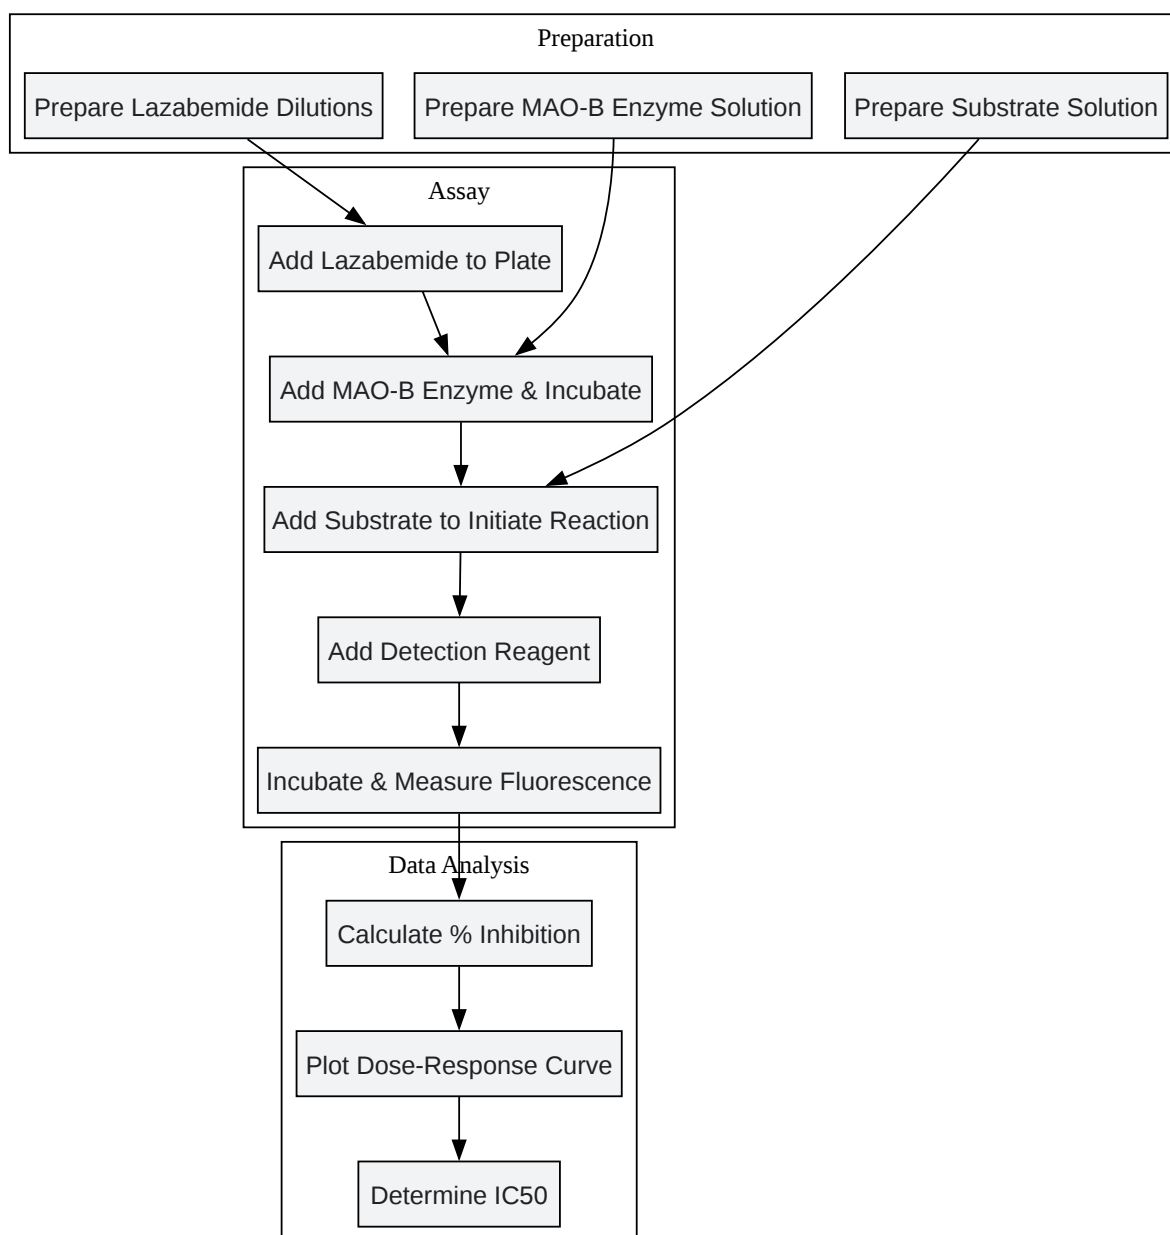 Preparation
Prepare Lazabemide Dilutions
Prepare MAO-B Enzyme Solution
Prepare Substrate Solution
Assay
Add Lazabemide to Plate
Add MAO-B Enzyme & Incubate
Add Substrate to Initiate Reaction
Add Detection Reagent
Incubate & Measure Fluorescence
Data Analysis
Calculate % Inhibition
Plot Dose-Response Curve
Determine IC50